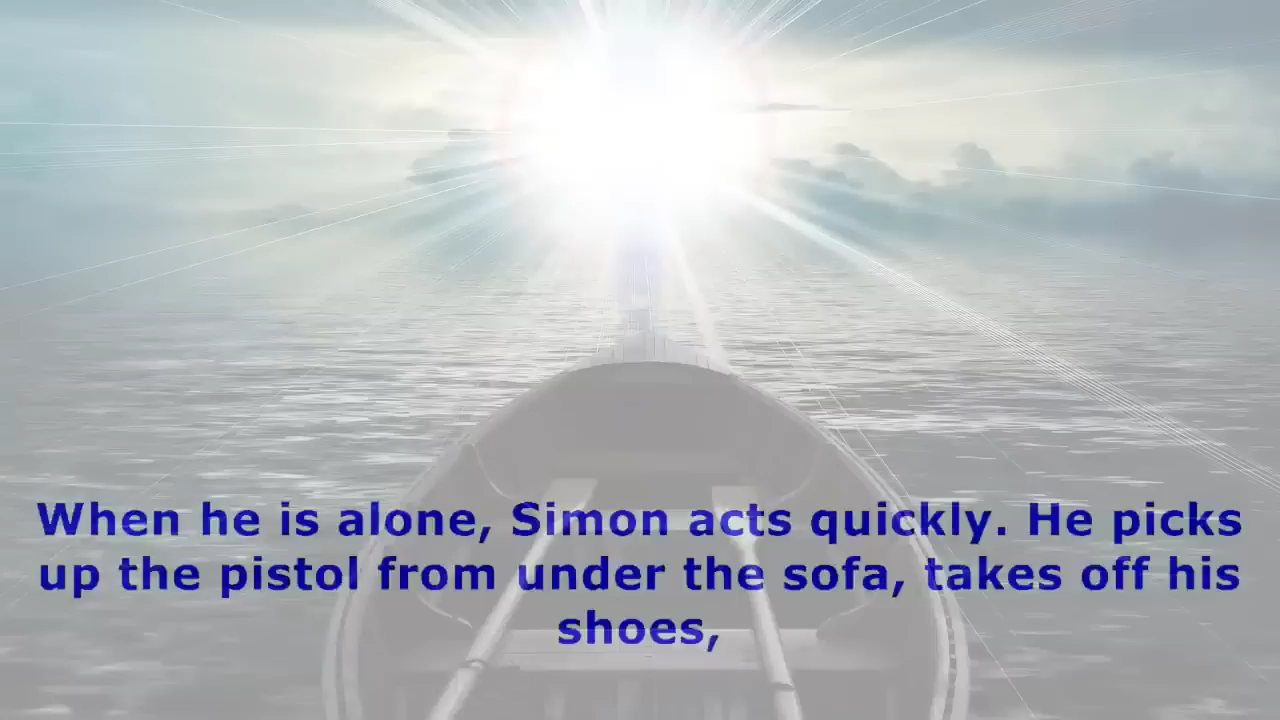 When he is alone, Simon acts quickly. He picks
up the pistol from under the sofa, takes off his
shoes,